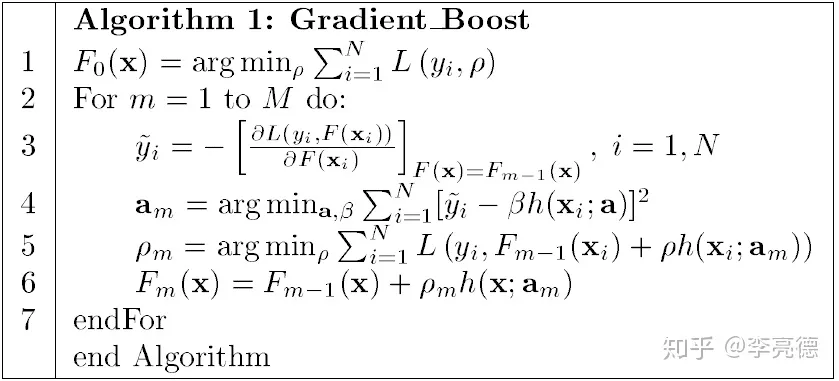 Algorithm 1: Gradient_Boost
1 F₀(x) = arg min_ρ ∑_{i=1}^{N} L (y_i, ρ)
2 For m = 1 to M do:
3 ỹ_i = − [∂L(y_i,F(x_i)) / ∂F(x_i)]_{F(x)=F_{m−1}(x)} , i = 1, N
4 a_m = arg min_{a,β} ∑_{i=1}^{N} [ỹ_i − βh(x_i; a)]²
5 ρ_m = arg min_ρ ∑_{i=1}^{N} L (y_i, F_{m−1}(x_i) + ρh(x_i; a_m))
6 F_m(x) = F_{m−1}(x) + ρ_m h(x; a_m)
7 endFor
end Algorithm
知乎 @李亮德